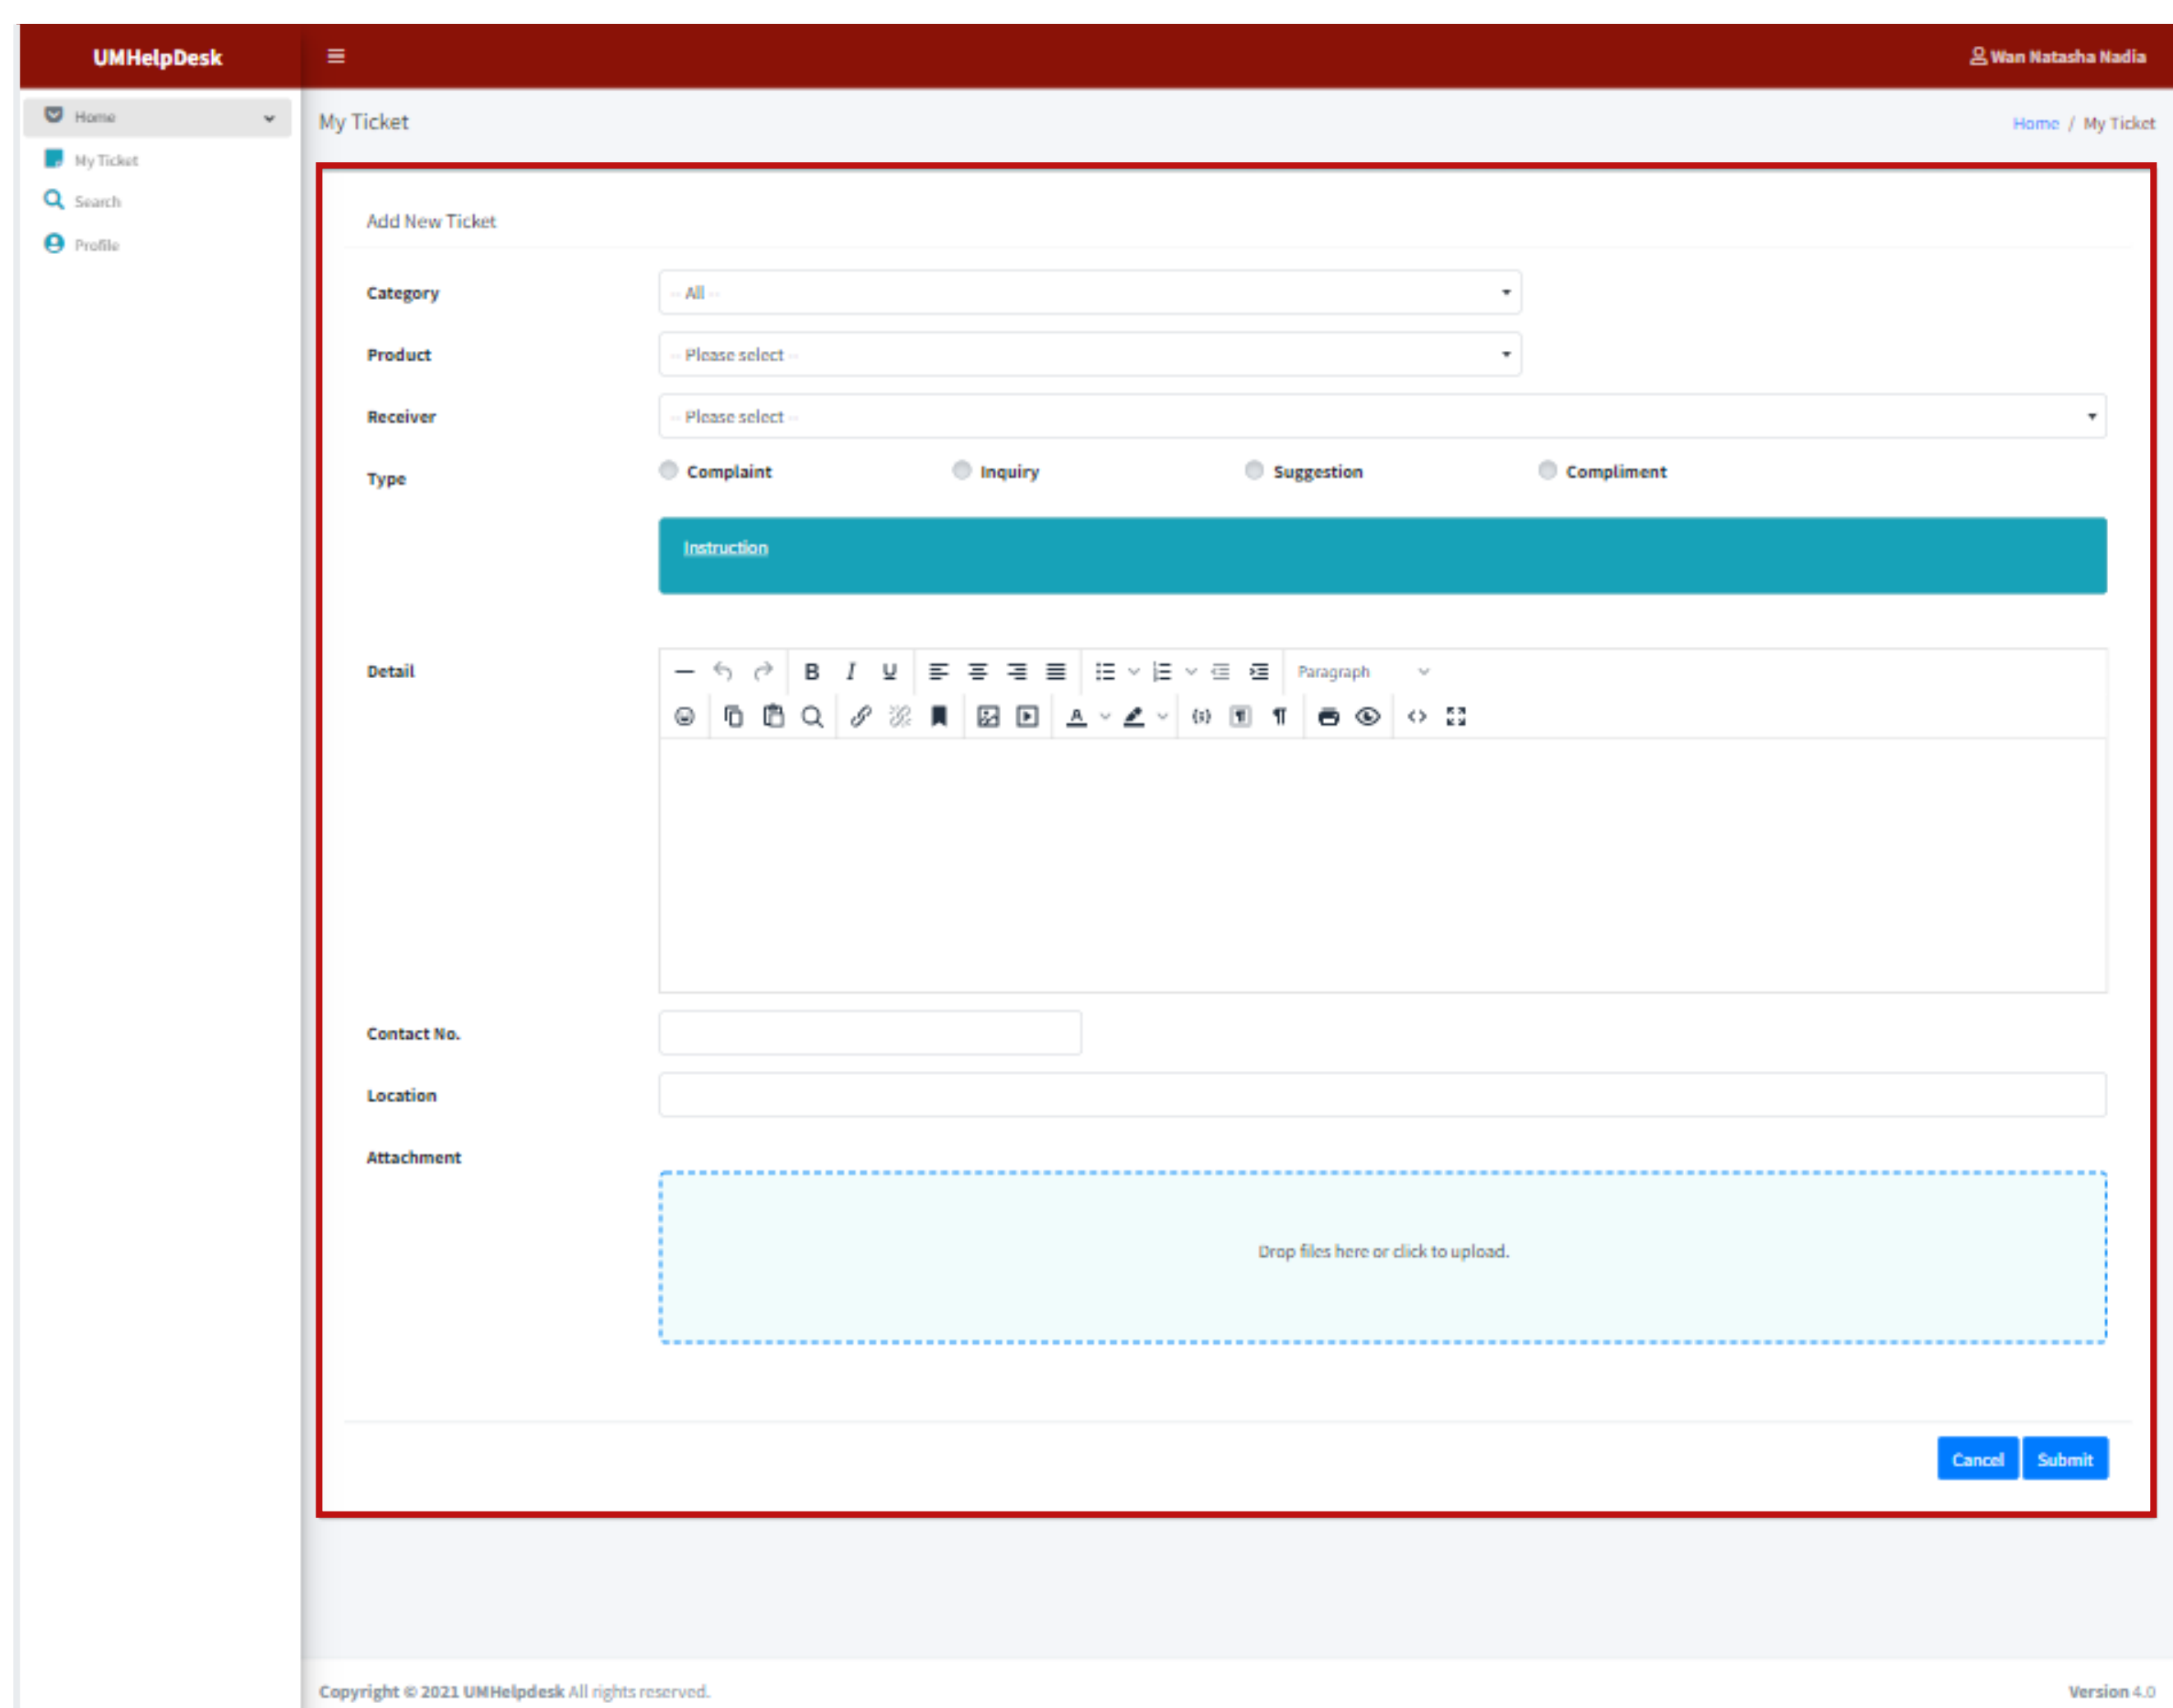 UMHelpDesk
Wan Natasha Nadia
Home
My Ticket
Search
Profile
My Ticket
Home / My Ticket
Add New Ticket
Category
-- All --
Product
-- Please select --
Receiver
-- Please select --
Type
Complaint Inquiry Suggestion Compliment
Instruction
Detail
Paragraph
Contact No.
Location
Attachment
Drop files here or click to upload.
Cancel Submit
Copyright © 2021 UMHelpdesk All rights reserved.
Version 4.0